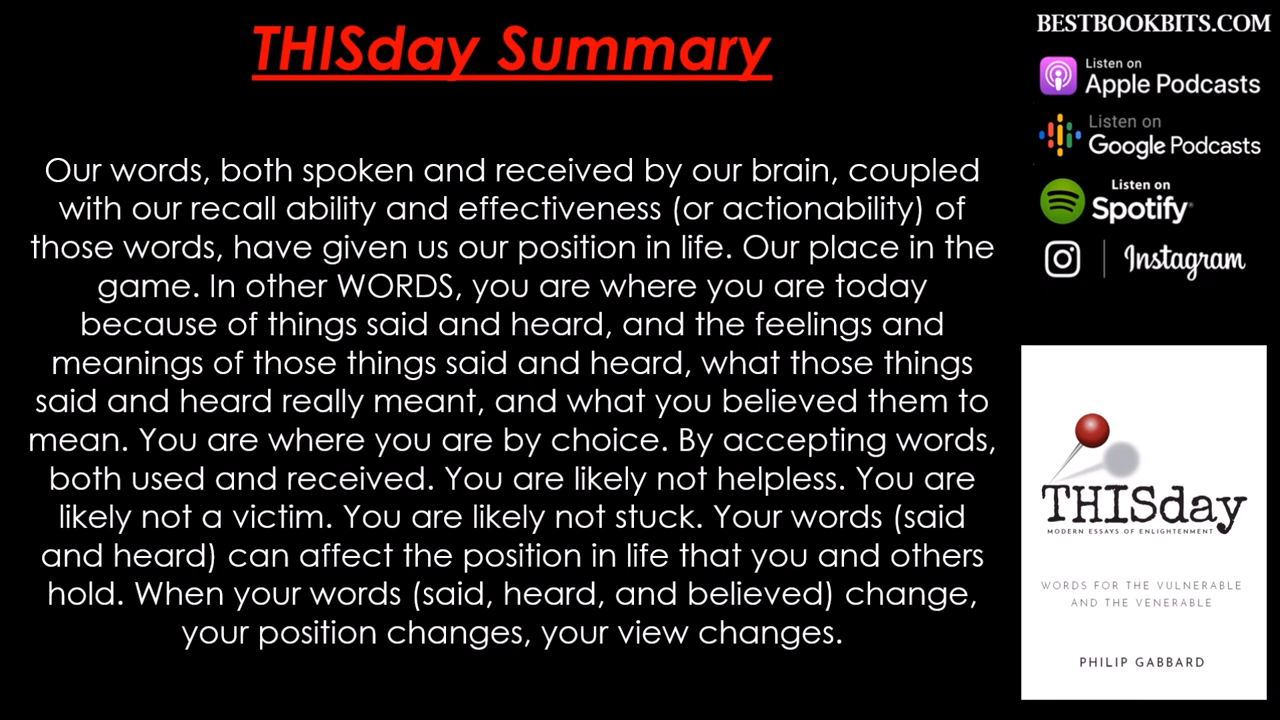 THISday Summary
Our words, both spoken and received by our brain, coupled
with our recall ability and effectiveness (or actionability) of
those words, have given us our position in life. Our place in the
game. In other WORDS, you are where you are today
because of things said and heard, and the feelings and
meanings of those things said and heard, what those things
said and heard really meant, and what you believed them to
mean. You are where you are by choice. By accepting words,
both used and received. You are likely not helpless. You are
likely not a victim. You are likely not stuck. Your words (said
and heard) can affect the position in life that you and others
hold. When your words (said, heard, and believed) change,
your position changes, your view changes.
BESTBOOKBITS.COM
Listen on
Apple Podcasts
Listen on
Google Podcasts
Listen on
Spotify
Instagram
THISday
MODERN ESSAYS OF ENLIGHTENMENT
WORDS FOR THE VULNERABLE
AND THE VENERABLE
PHILIP GABBARD